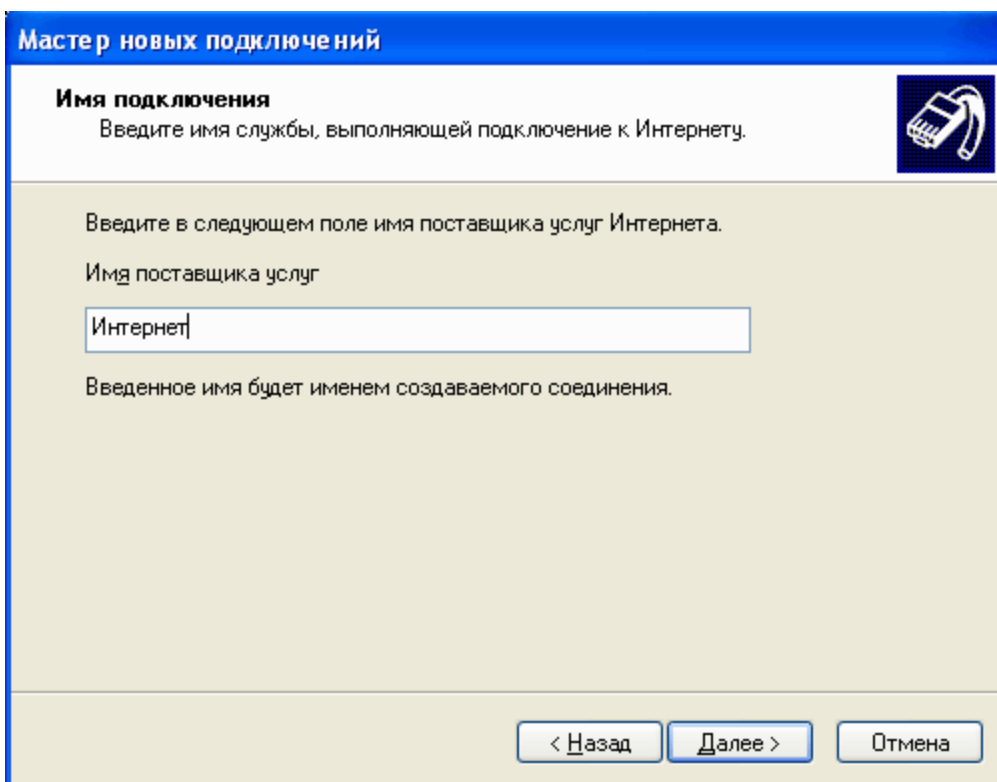 Мастер новых подключений
Имя подключения
Введите имя службы, выполняющей подключение к Интернету.
Введите в следующем поле имя поставщика услуг Интернета.
Имя поставщика услуг
Интернет
Введенное имя будет именем создаваемого соединения.
< Назад Далее > Отмена